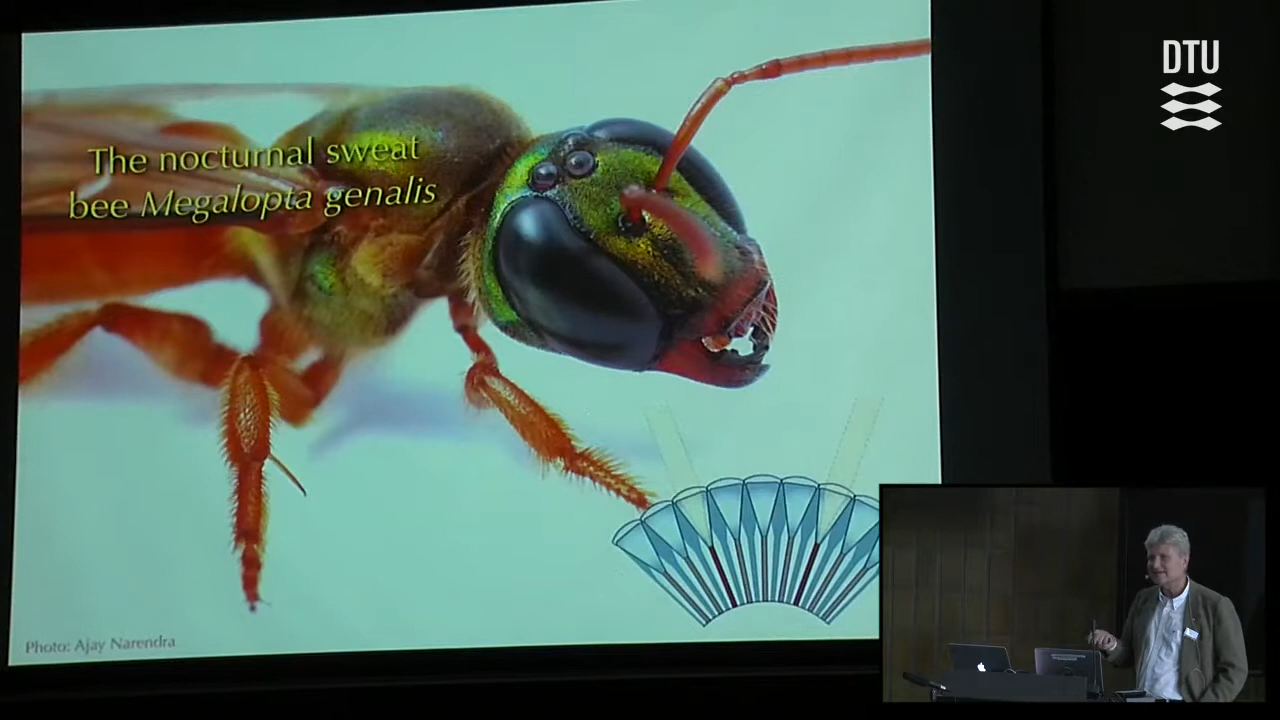 DTU
The nocturnal sweat
bee Megalopta genalis
Photo: Ajay Narendra